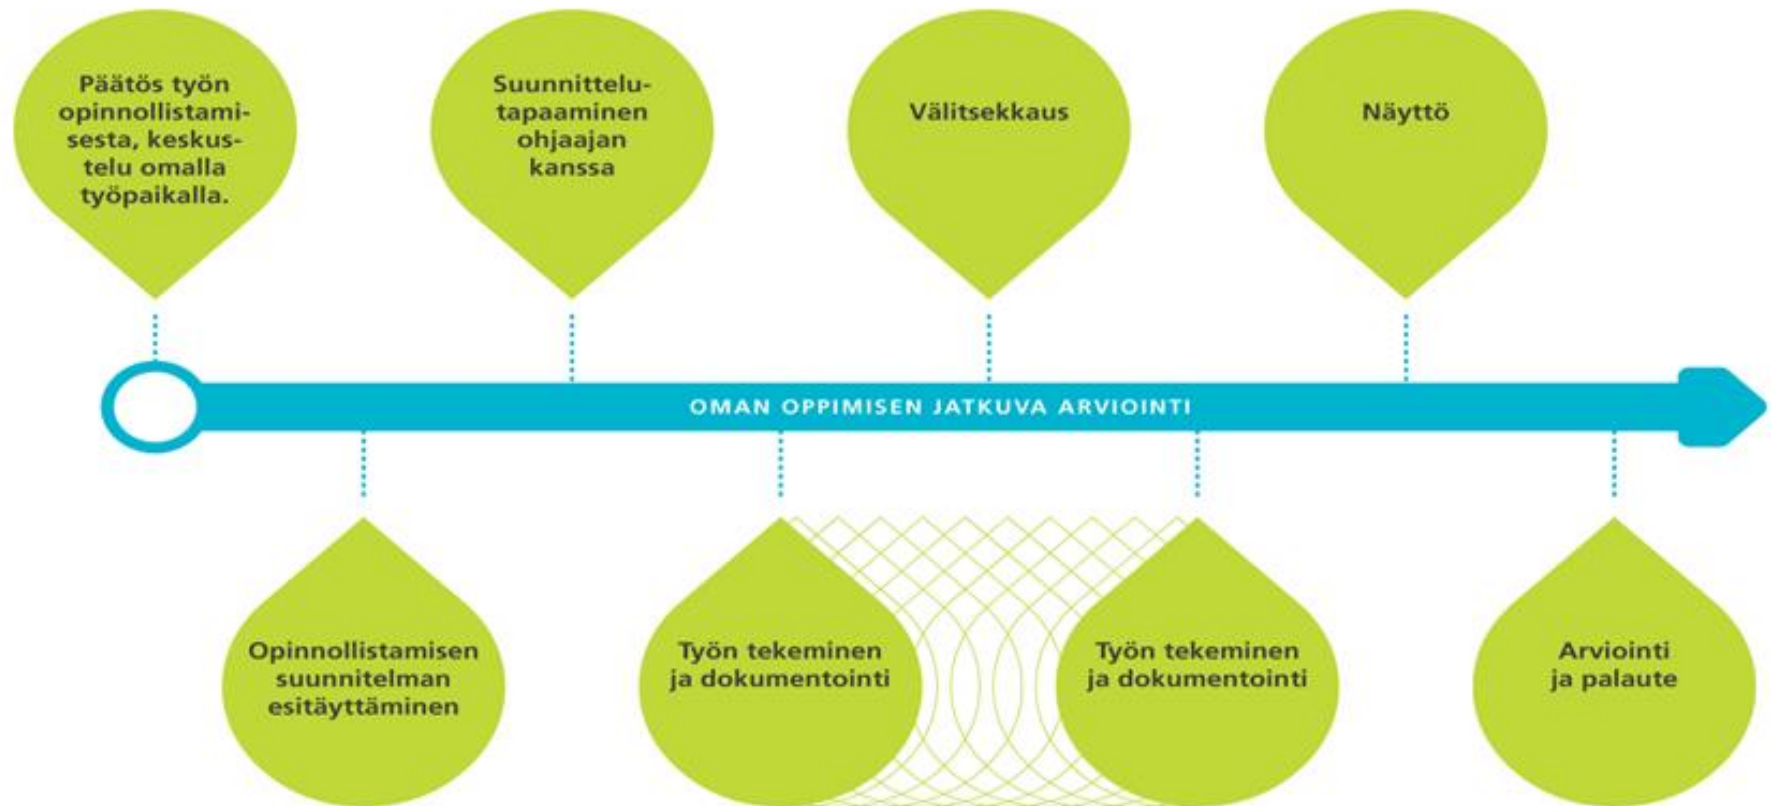 Päätös työn
opinnollistami-
sesta, keskus-
telu omalla
työpaikalla.
Suunnittelu-
tapaaminen
ohjaajan
kanssa
Välitsekkaus
Näyttö
OMAN OPPIMISEN JATKUVA ARVIOINTI
Opinnollistamisen
suunnitelman
esitäyttäminen
Työn tekeminen
ja dokumentointi
Työn tekeminen
ja dokumentointi
Arviointi
ja palaute